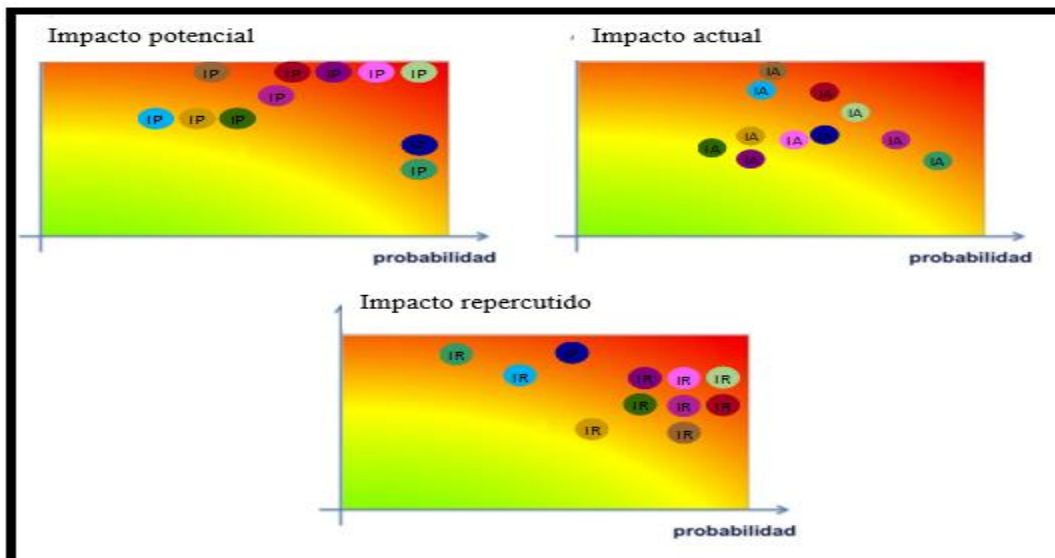 Impacto potencial
IP IP IP IP IP
IP
IP IP IP
IP
IP
probabilidad
Impacto actual
IA
IA IA
IA
IA IA IA
IA IA
IA IA
probabilidad
Impacto repercutido
IR
IR IR IR IR
IR IR IR
IR IR
probabilidad